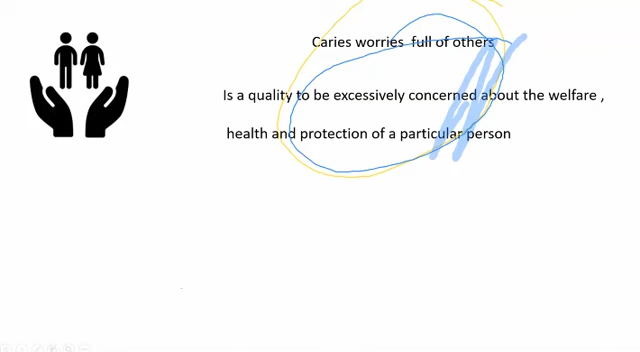 Caries worries full of others
Is a quality to be excessively concerned about the welfare ,
health and protection of a particular person